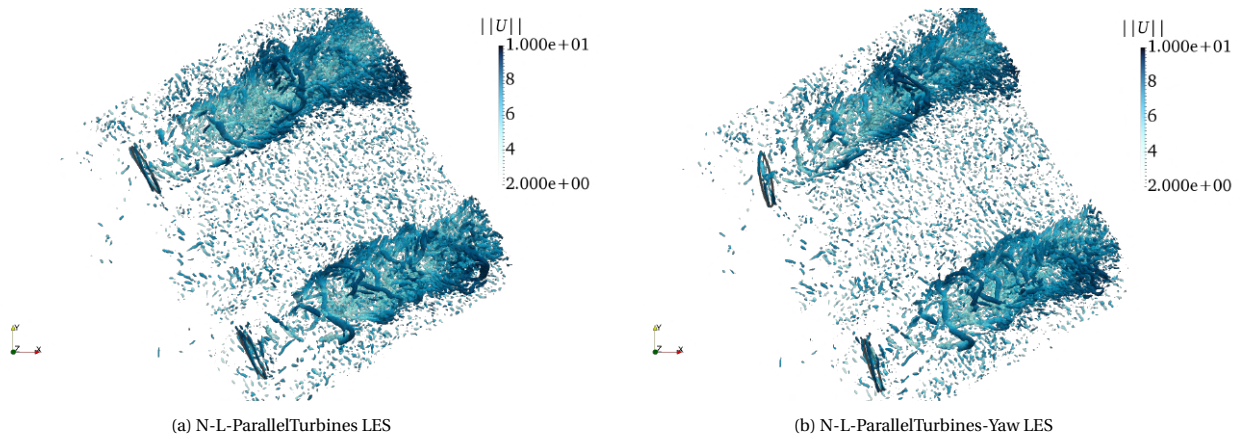 ||U||
1.000e+01
8
6
4
2.000e+00
Y
Z
X
(a) N-L-ParallelTurbines LES
||U||
1.000e+01
8
6
4
2.000e+00
Y
Z
X
(b) N-L-ParallelTurbines-Yaw LES